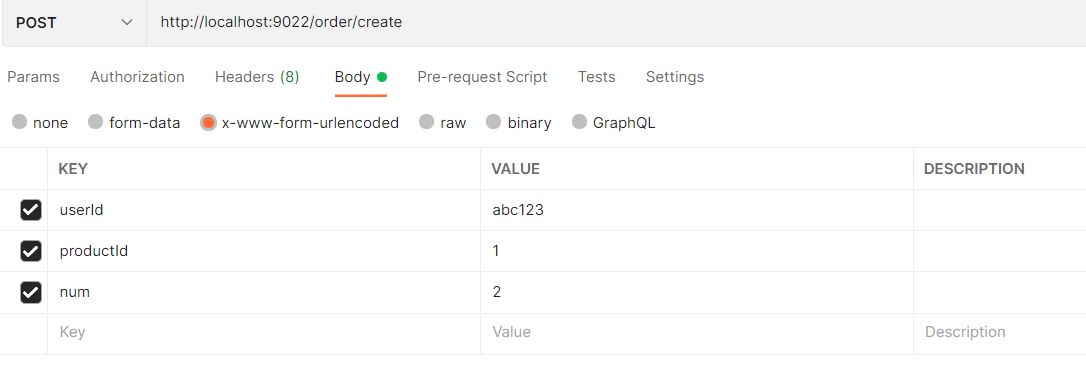 POST http://localhost:9022/order/create
Params Authorization Headers (8) Body Pre-request Script Tests Settings
none form-data x-www-form-urlencoded raw binary GraphQL
KEY VALUE DESCRIPTION
userId abc123
productId 1
num 2
Key Value Description